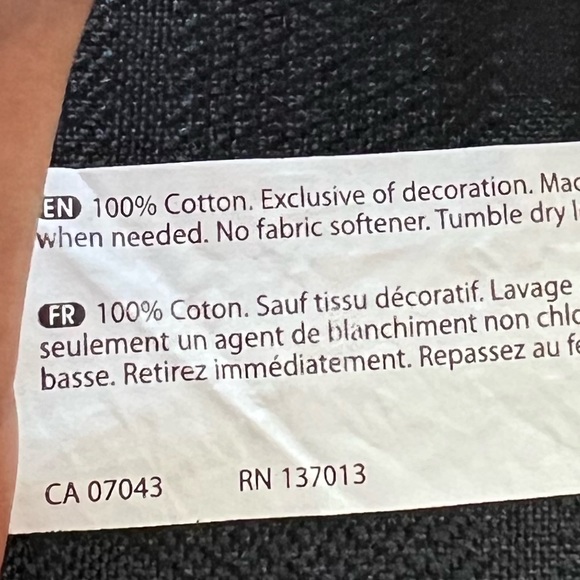 EN 100% Cotton. Exclusive of decoration.
when needed. No fabric softener. Tumble dry
FR 100% Coton. Sauf tissu décoratif. Lavage
seulement un agent de blanchiment non
basse. Retirez immédiatement. Repassez au
CA 07043 RN 137013